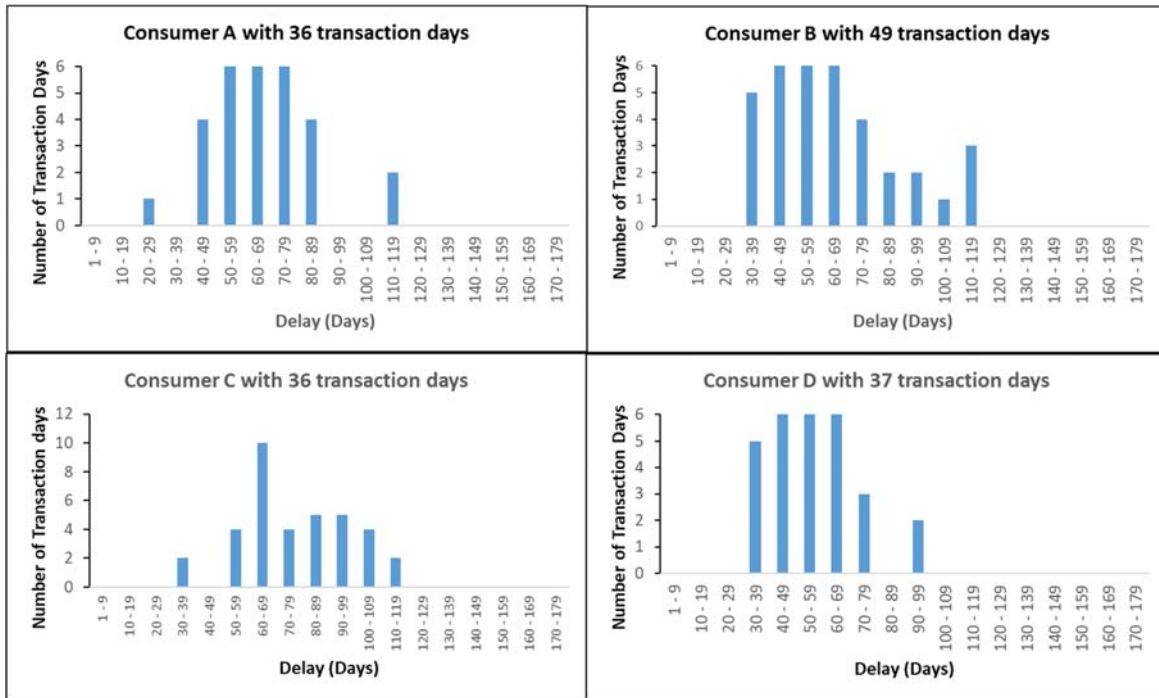 Consumer A with 36 transaction days
Number of Transaction Days
6
5
4
3
2
1
0
1 - 9
10 - 19
20 - 29
30 - 39
40 - 49
50 - 59
60 - 69
70 - 79
80 - 89
90 - 99
100 - 109
110 - 119
120 - 129
130 - 139
140 - 149
150 - 159
160 - 169
170 - 179
Delay (Days)
Consumer B with 49 transaction days
Number of Transaction Days
6
5
4
3
2
1
0
1 - 9
10 - 19
20 - 29
30 - 39
40 - 49
50 - 59
60 - 69
70 - 79
80 - 89
90 - 99
100 - 109
110 - 119
120 - 129
130 - 139
140 - 149
150 - 159
160 - 169
170 - 179
Delay (Days)
Consumer C with 36 transaction days
Number of Transaction days
12
10
8
6
4
2
0
1 - 9
10 - 19
20 - 29
30 - 39
40 - 49
50 - 59
60 - 69
70 - 79
80 - 89
90 - 99
100 - 109
110 - 119
120 - 129
130 - 139
140 - 149
150 - 159
160 - 169
170 - 179
Delay (Days)
Consumer D with 37 transaction days
Number of Transaction Days
6
5
4
3
2
1
0
1 - 9
10 - 19
20 - 29
30 - 39
40 - 49
50 - 59
60 - 69
70 - 79
80 - 89
90 - 99
100 - 109
110 - 119
120 - 129
130 - 139
140 - 149
150 - 159
160 - 169
170 - 179
Delay (Days)